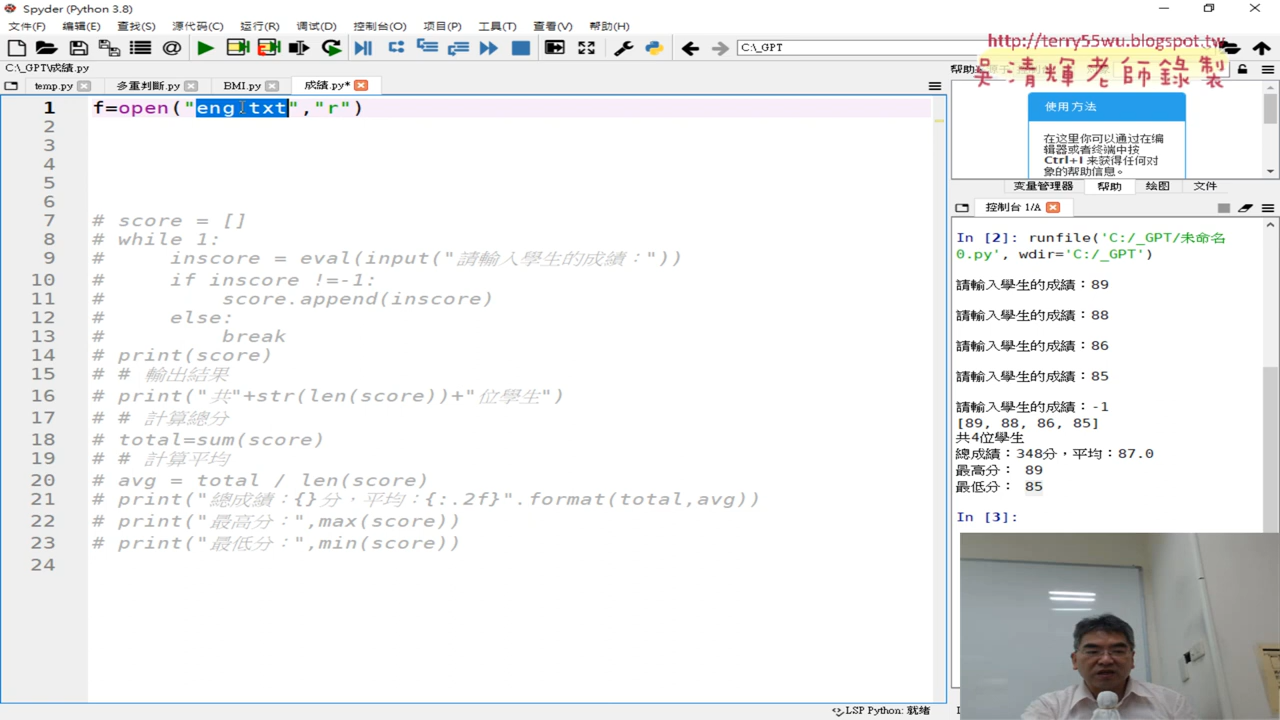 Spyder (Python 3.8)
文件(F) 编辑(E) 查找(S) 源代码(C) 运行(R) 调试(D) 控制台(O) 项目(P) 工具(T) 查看(V) 帮助(H)
C:\_GPT
http://terry55wu.blogspot.tw
吳清輝老師錄製
C:\_GPT\成績.py
帮助
temp.py 多重判斷.py BMI.py 成績.py*
1 f=open("eng.txt","r")
2
3
4
5
6
7 # score = []
8 # while 1:
9 #     inscore = eval(input("請輸入學生的成績："))
10 #     if inscore !=-1:
11 #         score.append(inscore)
12 #     else:
13 #         break
14 # print(score)
15 # # 輸出結果
16 # print("共"+str(len(score))+"位學生")
17 # # 計算總分
18 # total=sum(score)
19 # # 計算平均
20 # avg = total / len(score)
21 # print("總成績：{}分，平均：{:.2f}".format(total,avg))
22 # print("最高分：",max(score))
23 # print("最低分：",min(score))
24
使用方法
在这里你可以通过在编
辑器或者终端中按
Ctrl+I 来获得任何对
象的帮助信息。
变量管理器 帮助 绘图 文件
控制台 1/A
In [2]: runfile('C:/_GPT/未命名
0.py', wdir='C:/_GPT')
請輸入學生的成績：89
請輸入學生的成績：88
請輸入學生的成績：86
請輸入學生的成績：85
請輸入學生的成績：-1
[89, 88, 86, 85]
共4位學生
總成績：348分，平均：87.0
最高分： 89
最低分： 85
In [3]:
LSP Python: 就绪